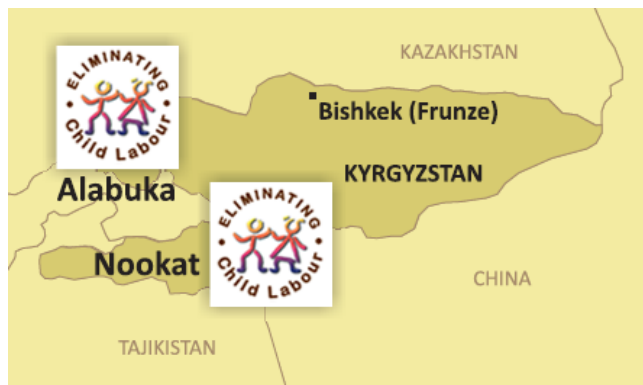 KAZAKHSTAN
ELIMINATING
Child Labour
Bishkek (Frunze)
KYRGYZSTAN
Alabuka
ELIMINATING
Child Labour
Nookat
CHINA
TAJIKISTAN